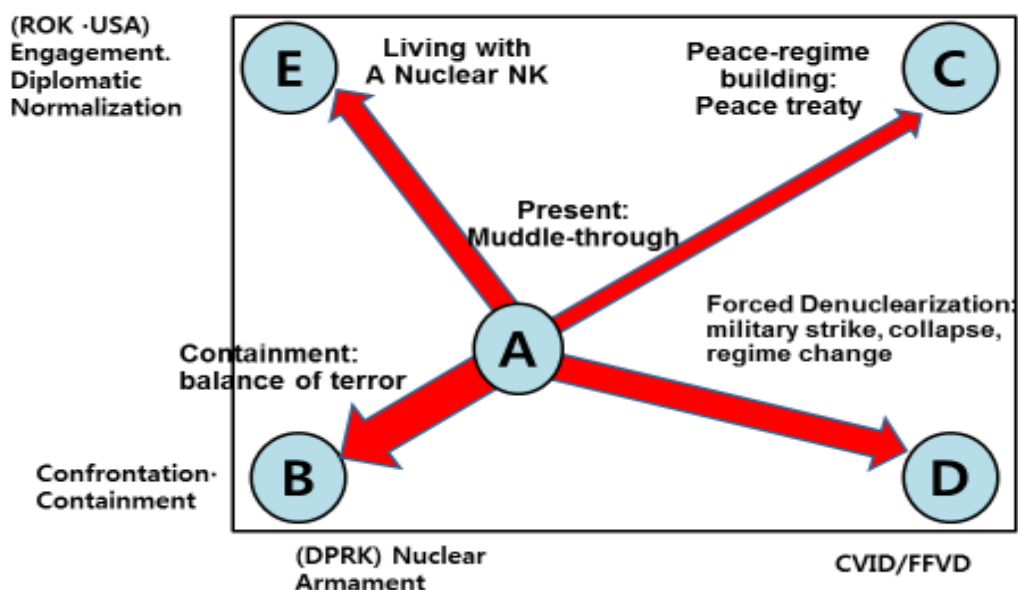 (ROK ·USA)
Engagement.
Diplomatic
Normalization
E
Living with
A Nuclear NK
Peace-regime
building:
Peace treaty
C
Present:
Muddle-through
A
Forced Denuclearization:
military strike, collapse,
regime change
Containment:
balance of terror
B
D
Confrontation·
Containment
(DPRK) Nuclear
Armament
CVID/FFVD